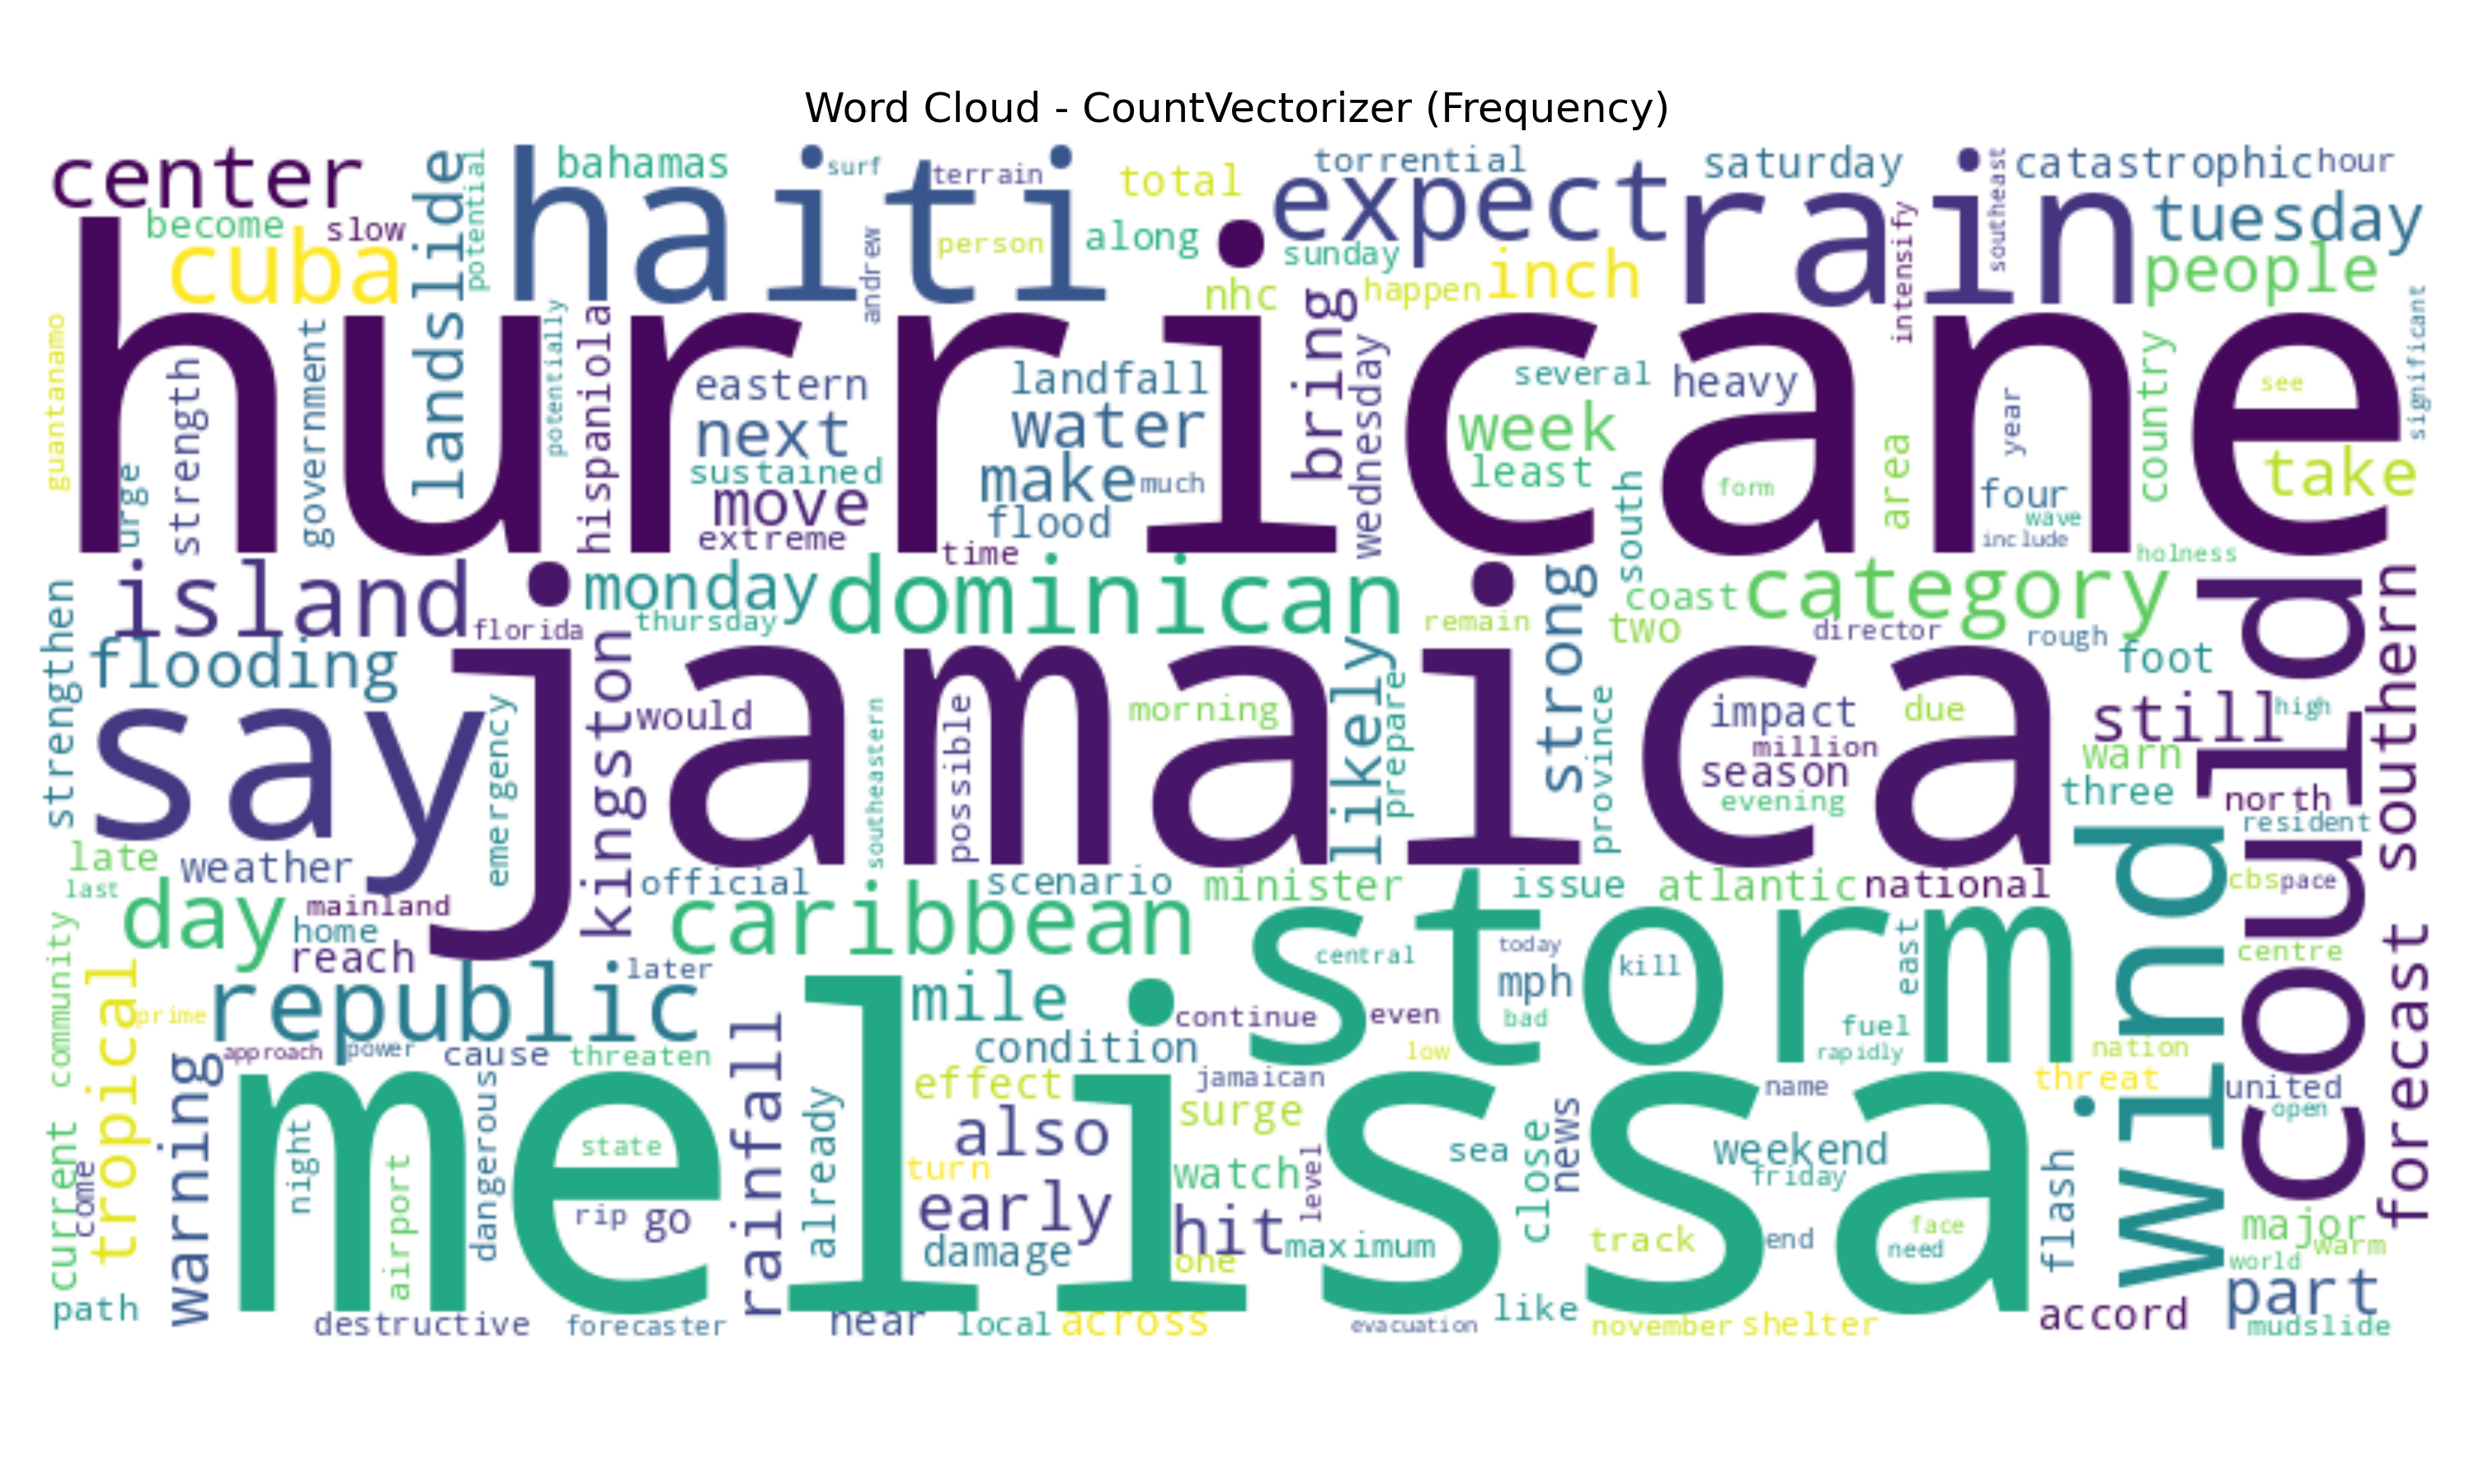 Word Cloud - CountVectorizer (Frequency)
center
landslide
potential
bahamas
haiti
surf
terrain
total
torrential
expect
saturday
rain
southeast
catastrophic
hour
become
slow
cuba
andrew
person
along
sunday
nhc
happen
inch
intensify
tuesday
people
hurricane
guantanamo
urge
strength
government
potentially
hispaniola
eastern
next
sustained
move
extreme
landfall
water
make
much
flood
time
bring
wednesday
several
week
least
heavy
form
south
area
year
four
wave
include
country
see
take
significant
holness
island
florida
monday
thursday
dominican
remain
strong
coast
two
category
director
rough
foot
could
southern
strengthen
flooding
say
jamaica
emergency
kingston
would
southeastern
possible
morning
likely
prepare
province
impact
due
million
season
evening
still
high
warn
three
north
resident
late
last
weather
day
mainland
home
reach
official
caribbean
scenario
minister
issue
atlantic
national
wind
cbs
pace
centre
forecast
community
tropical
prime
republic
later
mile
storm
central
today
mph
kill
bad
east
continue
even
condition
low
fuel
rapidly
nation
approach
power
cause
threaten
melissa
current
come
warning
night
airport
dangerous
state
rip
go
rainfall
already
effect
jamaican
also
surge
turn
early
watch
level
hit
damage
one
maximum
sea
close
news
name
weekend
friday
track
end
face
need
threat
united
open
flash
major
warm
world
part
path
destructive
forecaster
near
local
across
evacuation
like
november
shelter
accord
mudslide